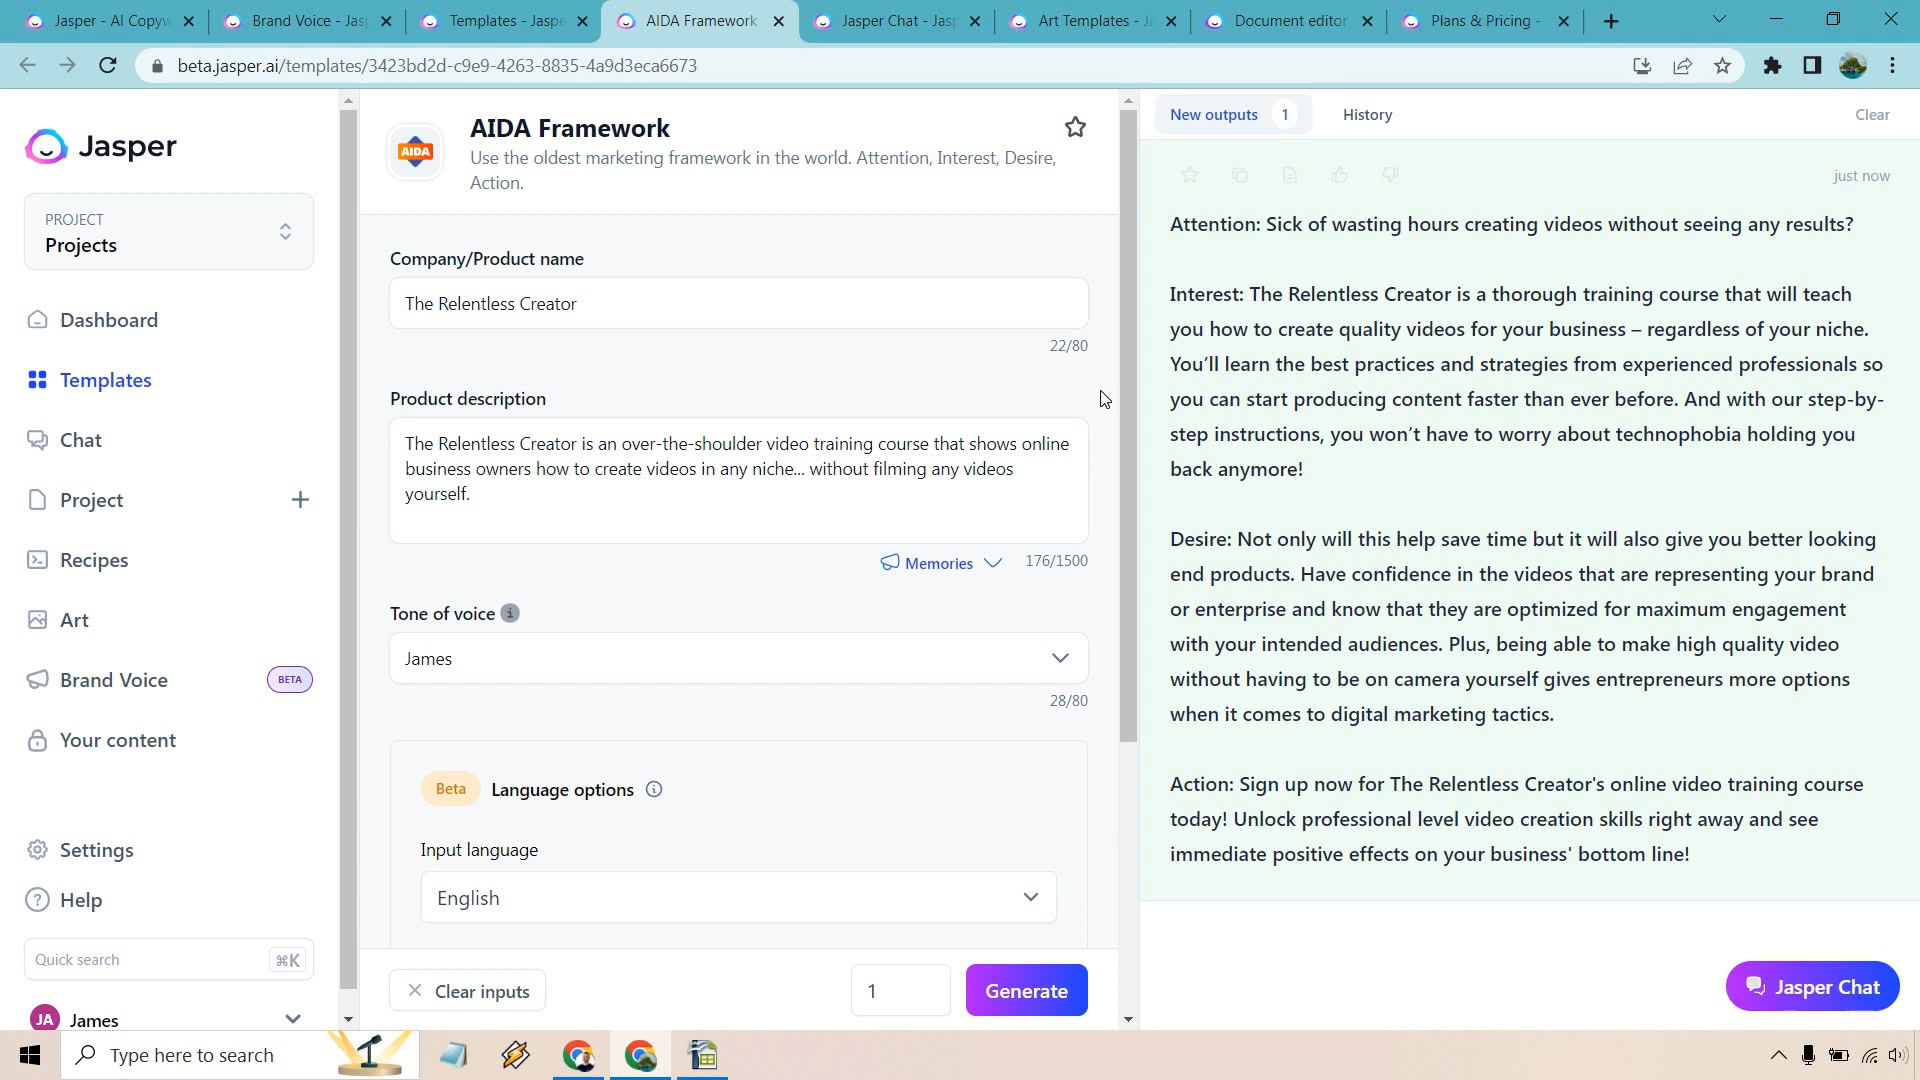 Jasper - AI Copyw
Brand Voice - Jasp
Templates - Jaspe
AIDA Framework
Jasper Chat - Jasp
Art Templates - Ja
Document editor
Plans & Pricing -
beta.jasper.ai/templates/3423bd2d-c9e9-4263-8835-4a9d3eca6673
Jasper
PROJECT
Projects
Dashboard
Templates
Chat
Project
Recipes
Art
Brand Voice BETA
Your content
Settings
Help
Quick search ⌘K
JA James
AIDA
AIDA Framework
Use the oldest marketing framework in the world. Attention, Interest, Desire,
Action.
Company/Product name
The Relentless Creator
22/80
Product description
The Relentless Creator is an over-the-shoulder video training course that shows online
business owners how to create videos in any niche... without filming any videos
yourself.
Memories 176/1500
Tone of voice
James
28/80
Beta Language options
Input language
English
Clear inputs
1
Generate
New outputs 1
History
Clear
just now
Attention: Sick of wasting hours creating videos without seeing any results?
Interest: The Relentless Creator is a thorough training course that will teach
you how to create quality videos for your business – regardless of your niche.
You’ll learn the best practices and strategies from experienced professionals so
you can start producing content faster than ever before. And with our step-by-
step instructions, you won’t have to worry about technophobia holding you
back anymore!
Desire: Not only will this help save time but it will also give you better looking
end products. Have confidence in the videos that are representing your brand
or enterprise and know that they are optimized for maximum engagement
with your intended audiences. Plus, being able to make high quality video
without having to be on camera yourself gives entrepreneurs more options
when it comes to digital marketing tactics.
Action: Sign up now for The Relentless Creator's online video training course
today! Unlock professional level video creation skills right away and see
immediate positive effects on your business' bottom line!
Jasper Chat
Type here to search